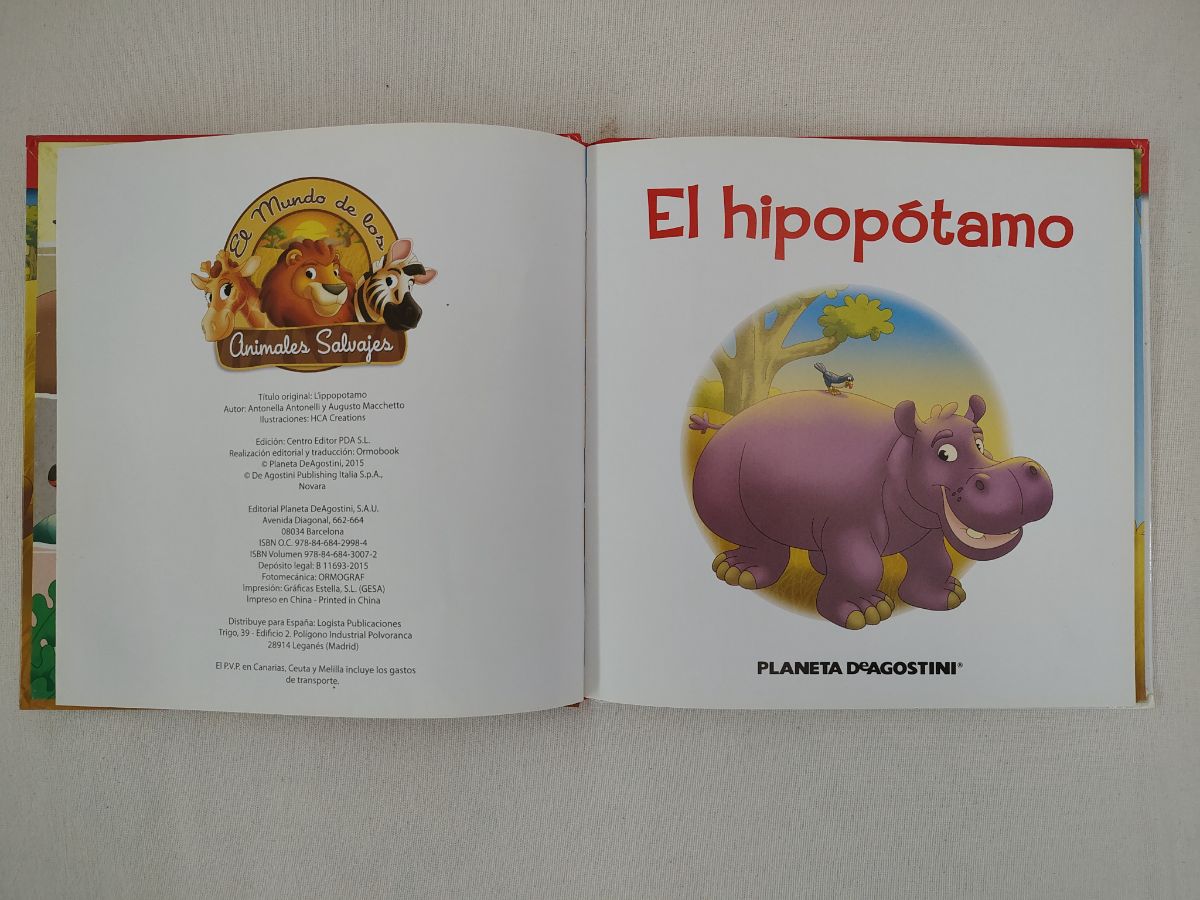 El Mundo de los
Animales Salvajes
Título original: L'ippopotamo
Autor: Antonella Antonelli y Augusto Macchetto
Ilustraciones: HCA Creations
Edición: Centro Editor PDA S.L.
Realización editorial y traducción: Ormobook
© Planeta DeAgostini, 2015
© De Agostini Publishing Italia S.p.A.,
Novara
Editorial Planeta DeAgostini, S.A.U.
Avenida Diagonal, 662-664
08034 Barcelona
ISBN O.C. 978-84-684-2998-4
ISBN Volumen 978-84-684-3007-2
Depósito legal: B 11693-2015
Fotomecánica: ORMOGRAF
Impresión: Gráficas Estella, S.L. (GESA)
Impreso en China - Printed in China
Distribuye para España: Logista Publicaciones
Trigo, 39 - Edificio 2. Polígono Industrial Polvoranca
28914 Leganés (Madrid)
El P.V.P. en Canarias, Ceuta y Melilla incluye los gastos
de transporte.
El hipopótamo
PLANETA DeAGOSTINI®